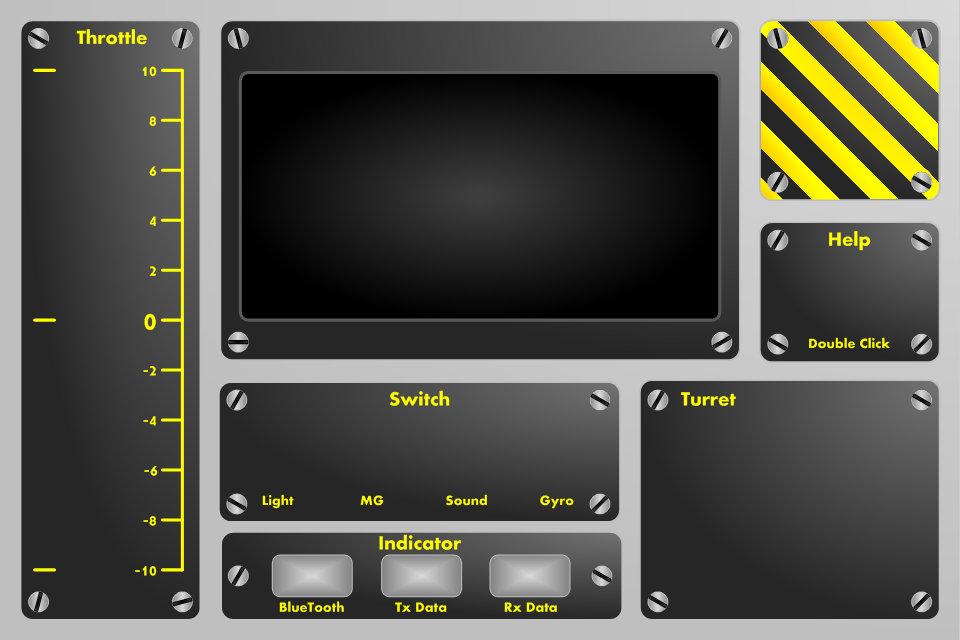 Throttle
10
8
6
4
2
0
-2
-4
-6
-8
-10
Help
Double Click
Switch
Light MG Sound Gyro
Turret
Indicator
BlueTooth Tx Data Rx Data